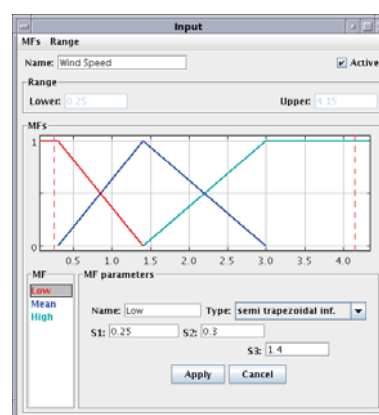 Input
MFs Range
Name: Wind Speed Active
Range
Lower: 0.25 Upper: 4.15
MFs
1
0
0.5 1.0 1.5 2.0 2.5 3.0 3.5 4.0
MF
Low
Mean
High
MF parameters
Name: Low Type: semi trapezoidal inf.
S1: 0.25 S2: 0.3
S3: 1.4
Apply Cancel